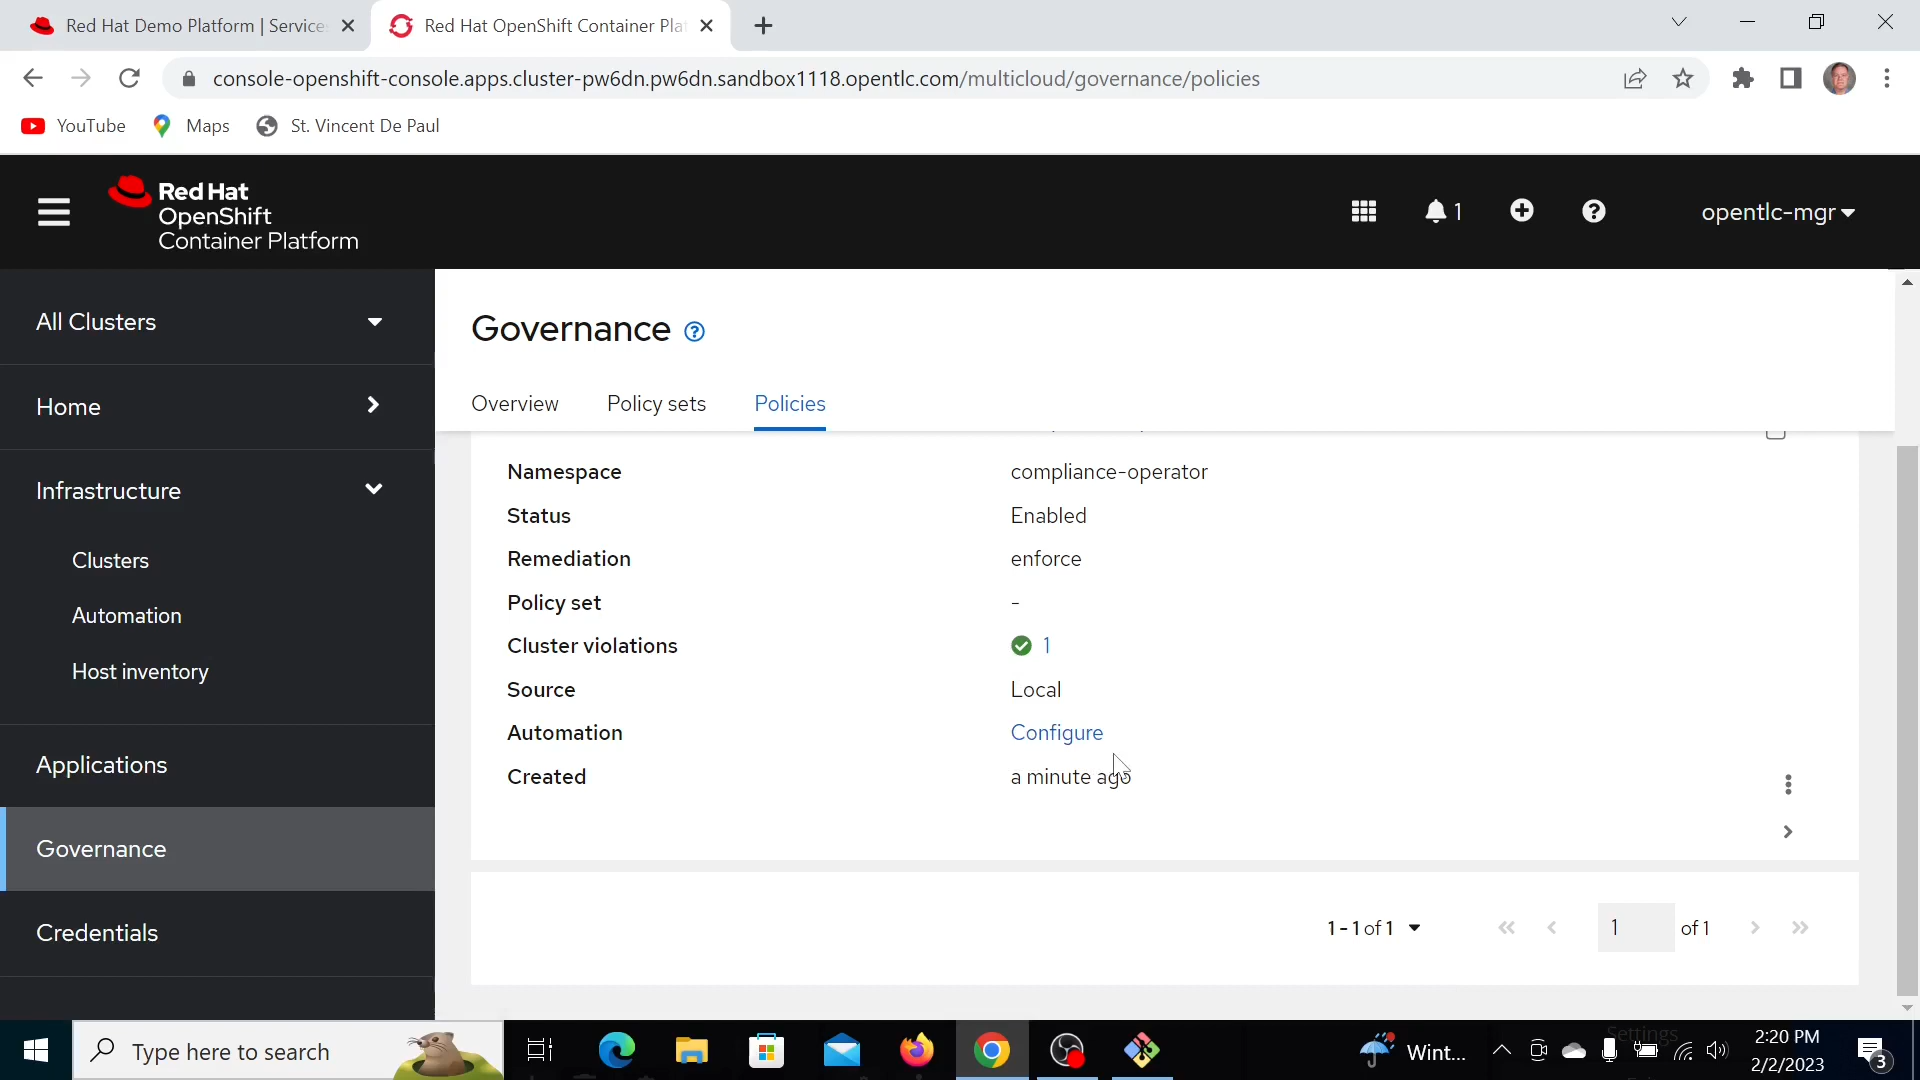 Red Hat Demo Platform | Service
Red Hat OpenShift Container Plat
console-openshift-console.apps.cluster-pw6dn.pw6dn.sandbox1118.opentlc.com/multicloud/governance/policies
YouTube
Maps
St. Vincent De Paul
Red Hat
OpenShift
Container Platform
1
opentlc-mgr
All Clusters
Home
Infrastructure
Clusters
Automation
Host inventory
Applications
Governance
Credentials
Governance
Overview Policy sets Policies
Namespace compliance-operator
Status Enabled
Remediation enforce
Policy set -
Cluster violations 1
Source Local
Automation Configure
Created a minute ago
1 - 1 of 1
1 of 1
Type here to search
Wint...
Settings
2:20 PM
2/2/2023
3